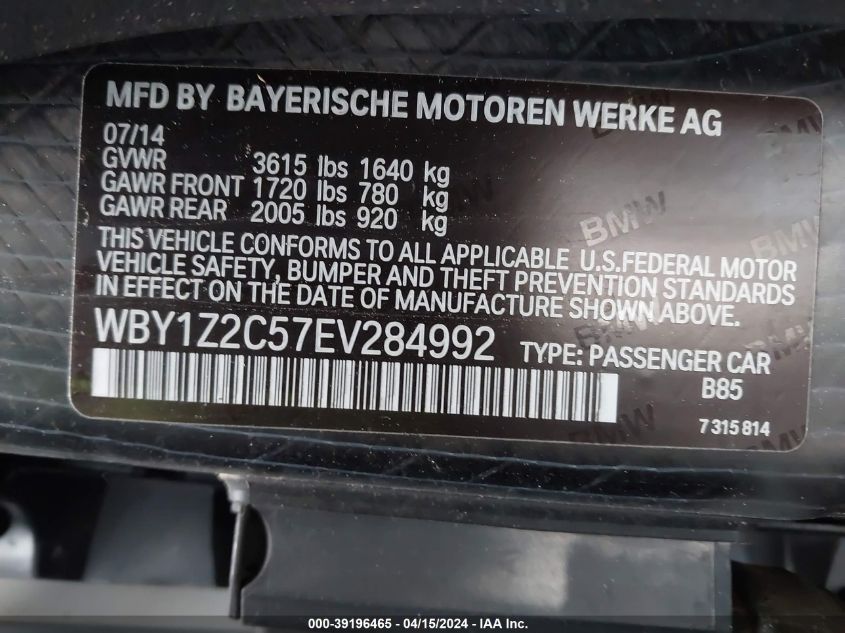 MFD BY BAYERISCHE MOTOREN WERKE AG
07/14
GVWR 3615 lbs 1640 kg
GAWR FRONT 1720 lbs 780 kg
GAWR REAR 2005 lbs 920 kg
THIS VEHICLE CONFORMS TO ALL APPLICABLE U.S.FEDERAL MOTOR
VEHICLE SAFETY, BUMPER AND THEFT PREVENTION STANDARDS
IN EFFECT ON THE DATE OF MANUFACTURE SHOWN ABOVE.
WBY1Z2C57EV284992 TYPE: PASSENGER CAR
B85
7 315 814
BMW
BMW
BMW
000-39196465 - 04/15/2024 - IAA Inc.